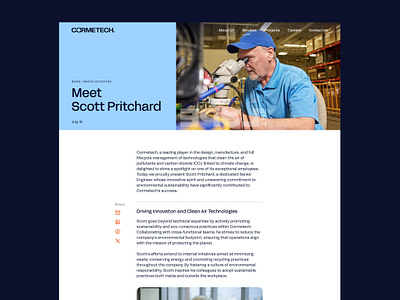 CORMETECH.
About Us Services Products Careers Contact Us
Meet
Scott Pritchard
July 10
Cormetech, a leading player in the design, manufacture, and full
lifecycle management of technologies that clean the air of
pollutants and carbon dioxide (CO₂) linked to climate change, is
delighted to shine a spotlight on one of its exceptional employees.
Today we proudly present Scott Pritchard, a dedicated Senior
Engineer whose innovative spirit and unwavering commitment to
environmental sustainability have significantly contributed to
Cormetech's success.
Share
Driving Innovation and Clean Air Technologies
Scott goes beyond technical expertise by actively promoting
sustainability and eco-conscious practices within Cormetech.
Collaborating with cross-functional teams, he strives to reduce the
company's environmental footprint, ensuring that operations align
with the mission of protecting the planet.
Scott's efforts extend to internal initiatives aimed at minimizing
waste, conserving energy and promoting recycling practices
throughout the company. By fostering a culture of environmental
responsibility, Scott inspires his colleagues to adopt sustainable
practices both inside and outside the workplace.